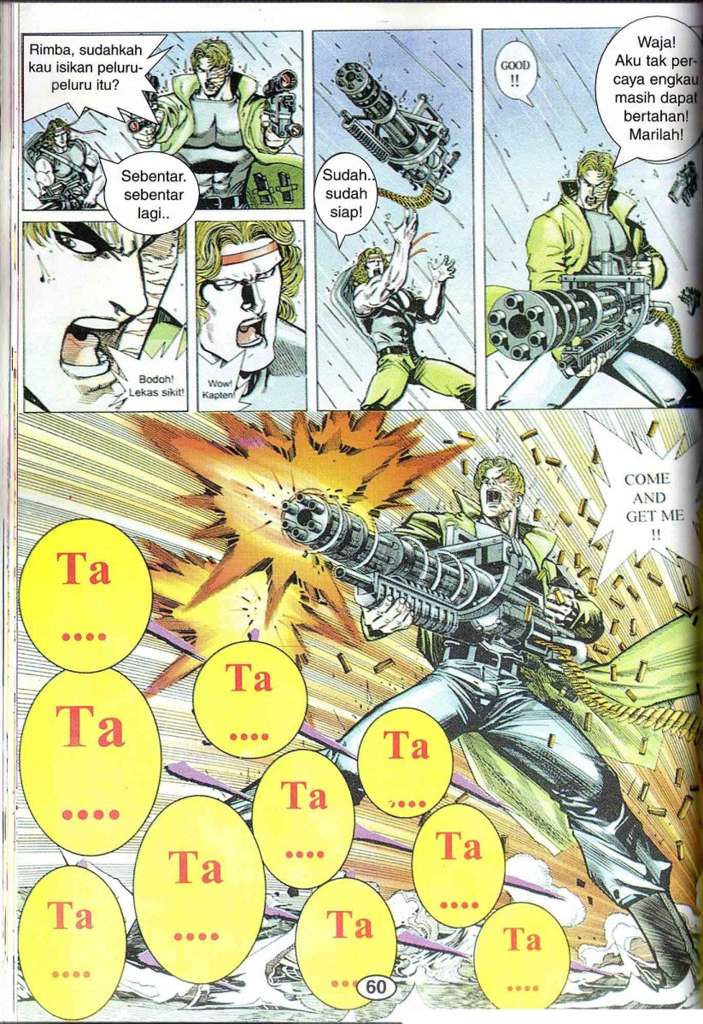 Rimba, sudahkah
kau isikan peluru-
peluru itu?
Sebentar.
sebentar
lagi..
Bodoh!
Lekas sikit!
Wow!
Kapten!
Sudah..
sudah
siap!
GOOD
!!
Waja!
Aku tak per-
caya engkau
masih dapat
bertahan!
Marilah!
COME
AND
GET ME
!!
Ta
....
Ta
....
Ta
....
Ta
....
Ta
....
Ta
....
Ta
....
Ta
....
Ta
....
Ta
....
60